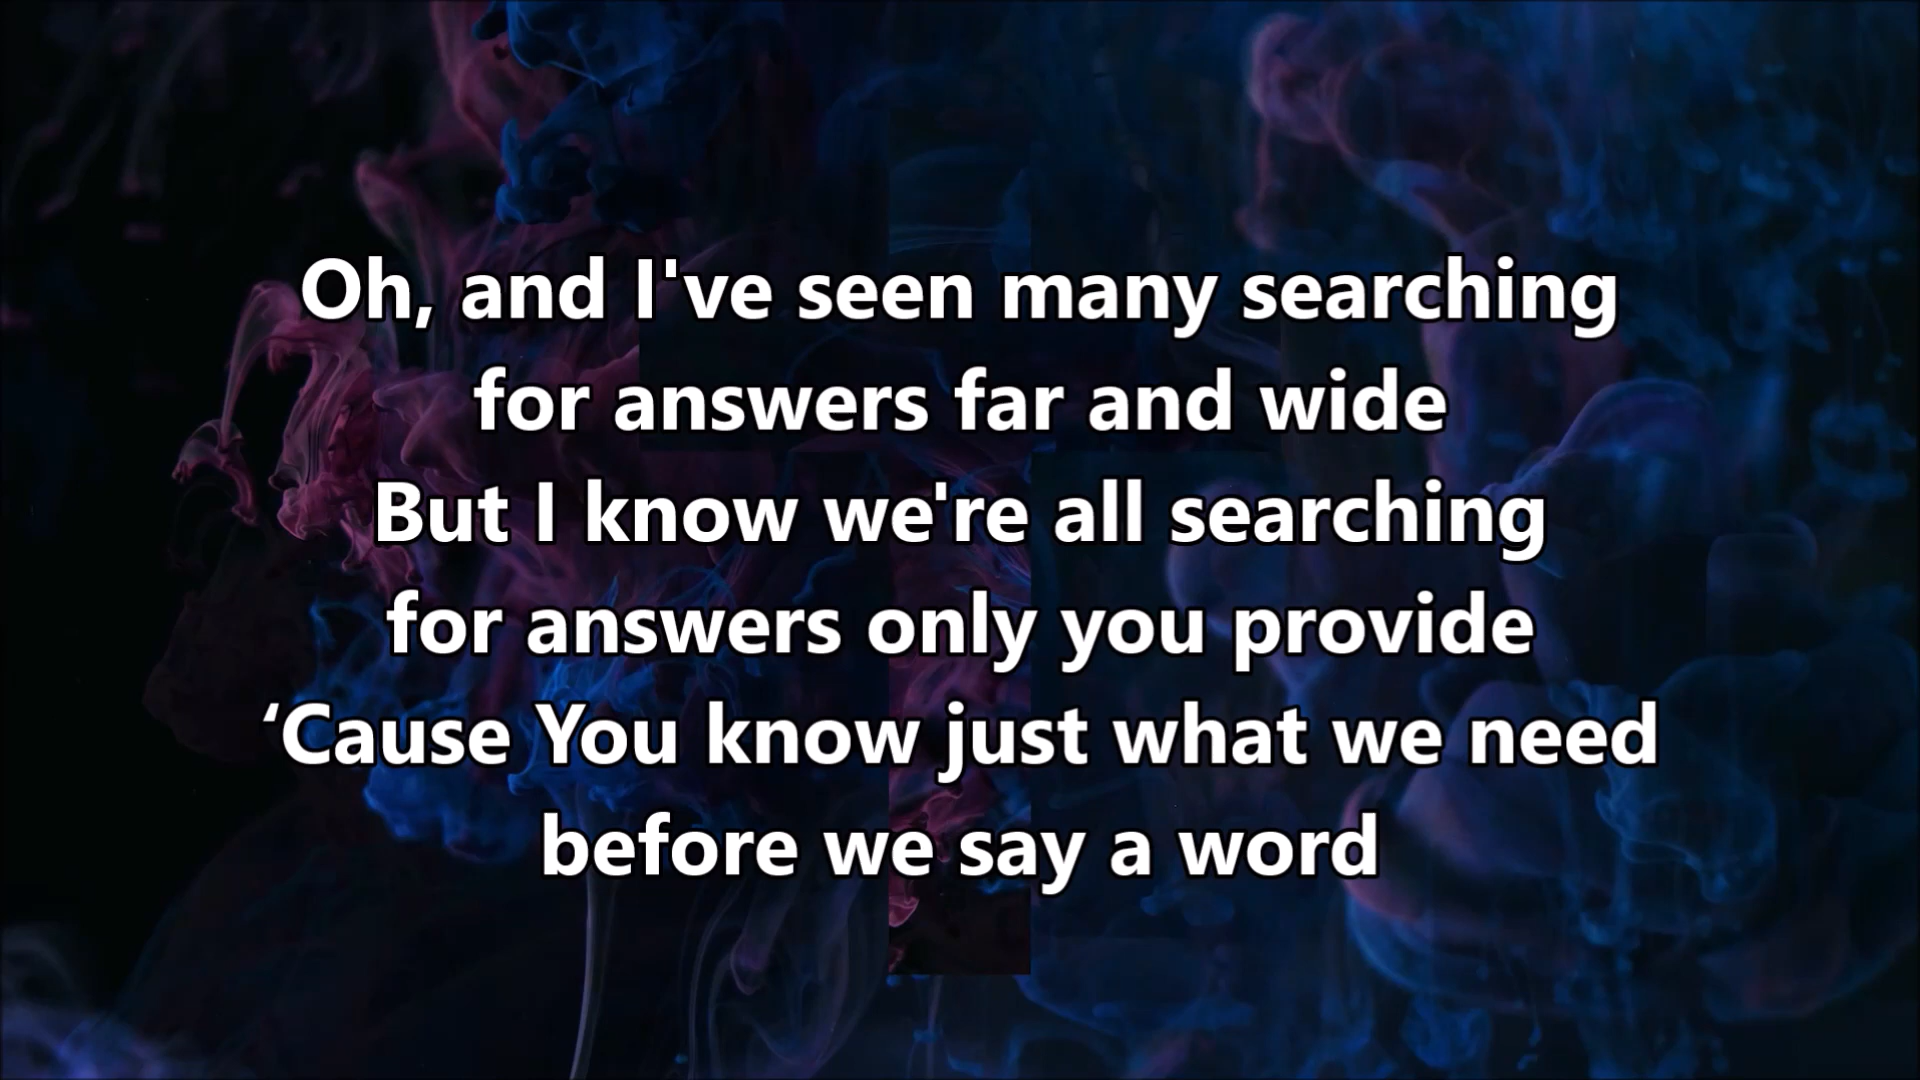 Oh, and I've seen many searching
for answers far and wide
But I know we're all searching
for answers only you provide
‘Cause You know just what we need
before we say a word